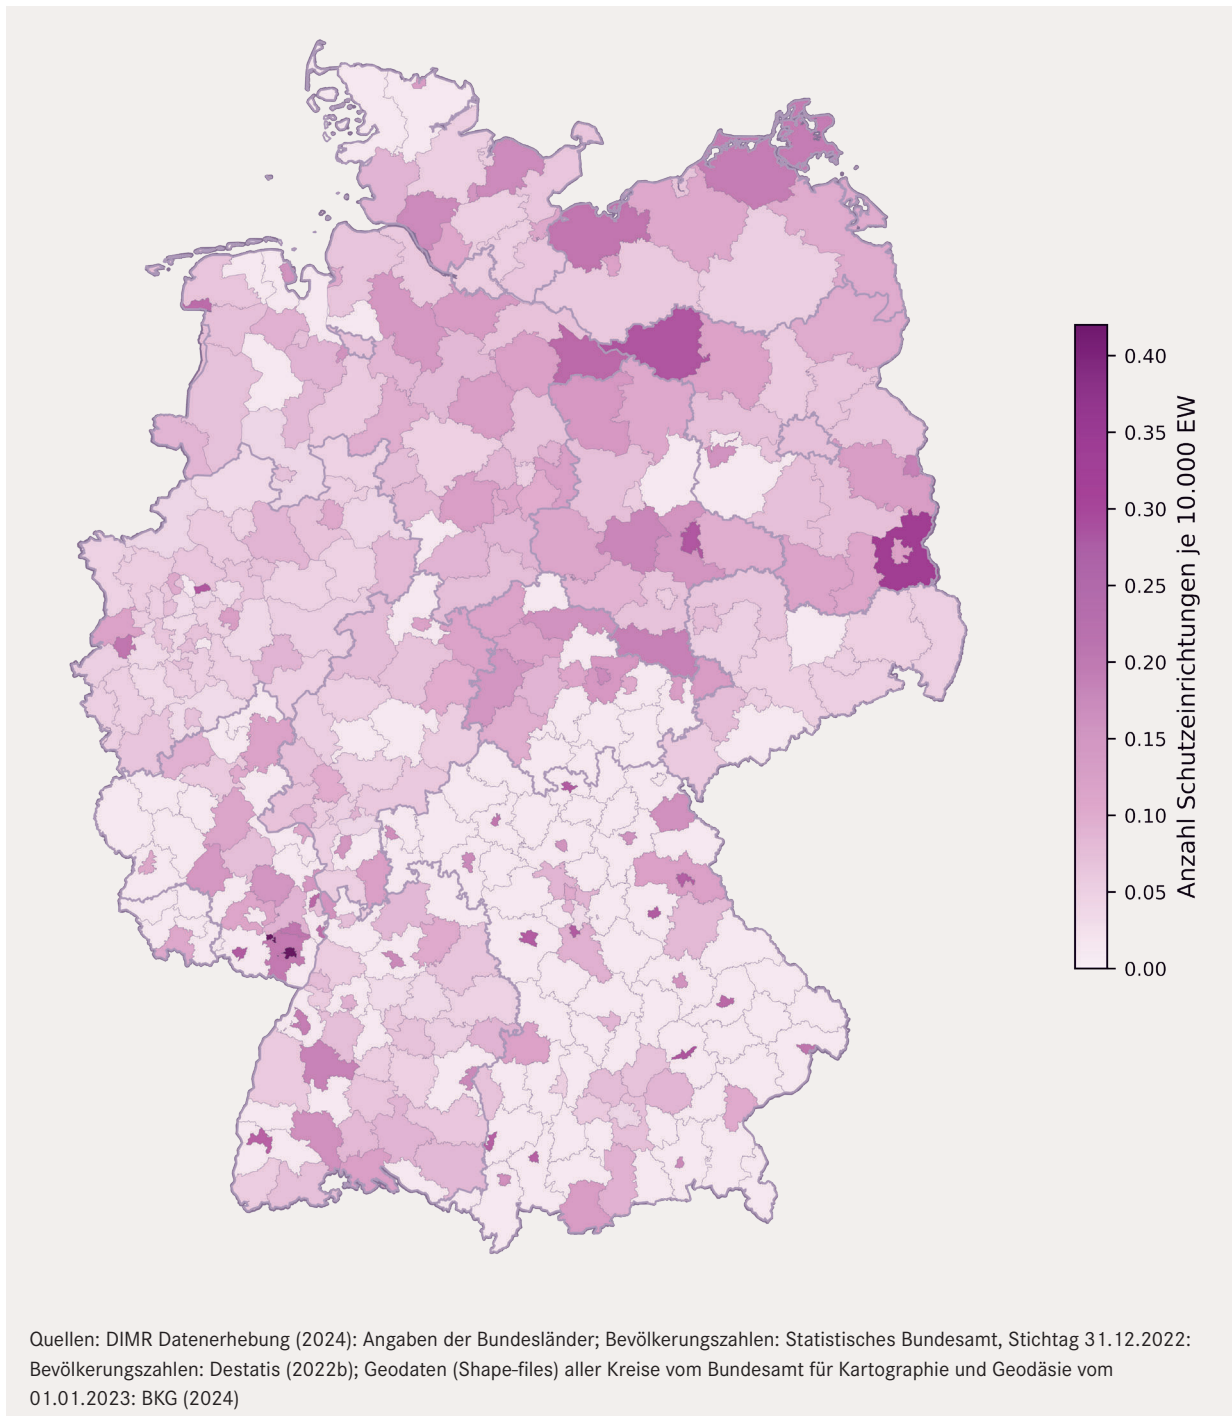 0.40
0.35
0.30
0.25
0.20
0.15
0.10
0.05
0.00
Anzahl Schutzeinrichtungen je 10.000 EW
Quellen: DIMR Datenerhebung (2024): Angaben der Bundesländer; Bevölkerungszahlen: Statistisches Bundesamt, Stichtag 31.12.2022:
Bevölkerungszahlen: Destatis (2022b); Geodaten (Shape-files) aller Kreise vom Bundesamt für Kartographie und Geodäsie vom
01.01.2023: BKG (2024)